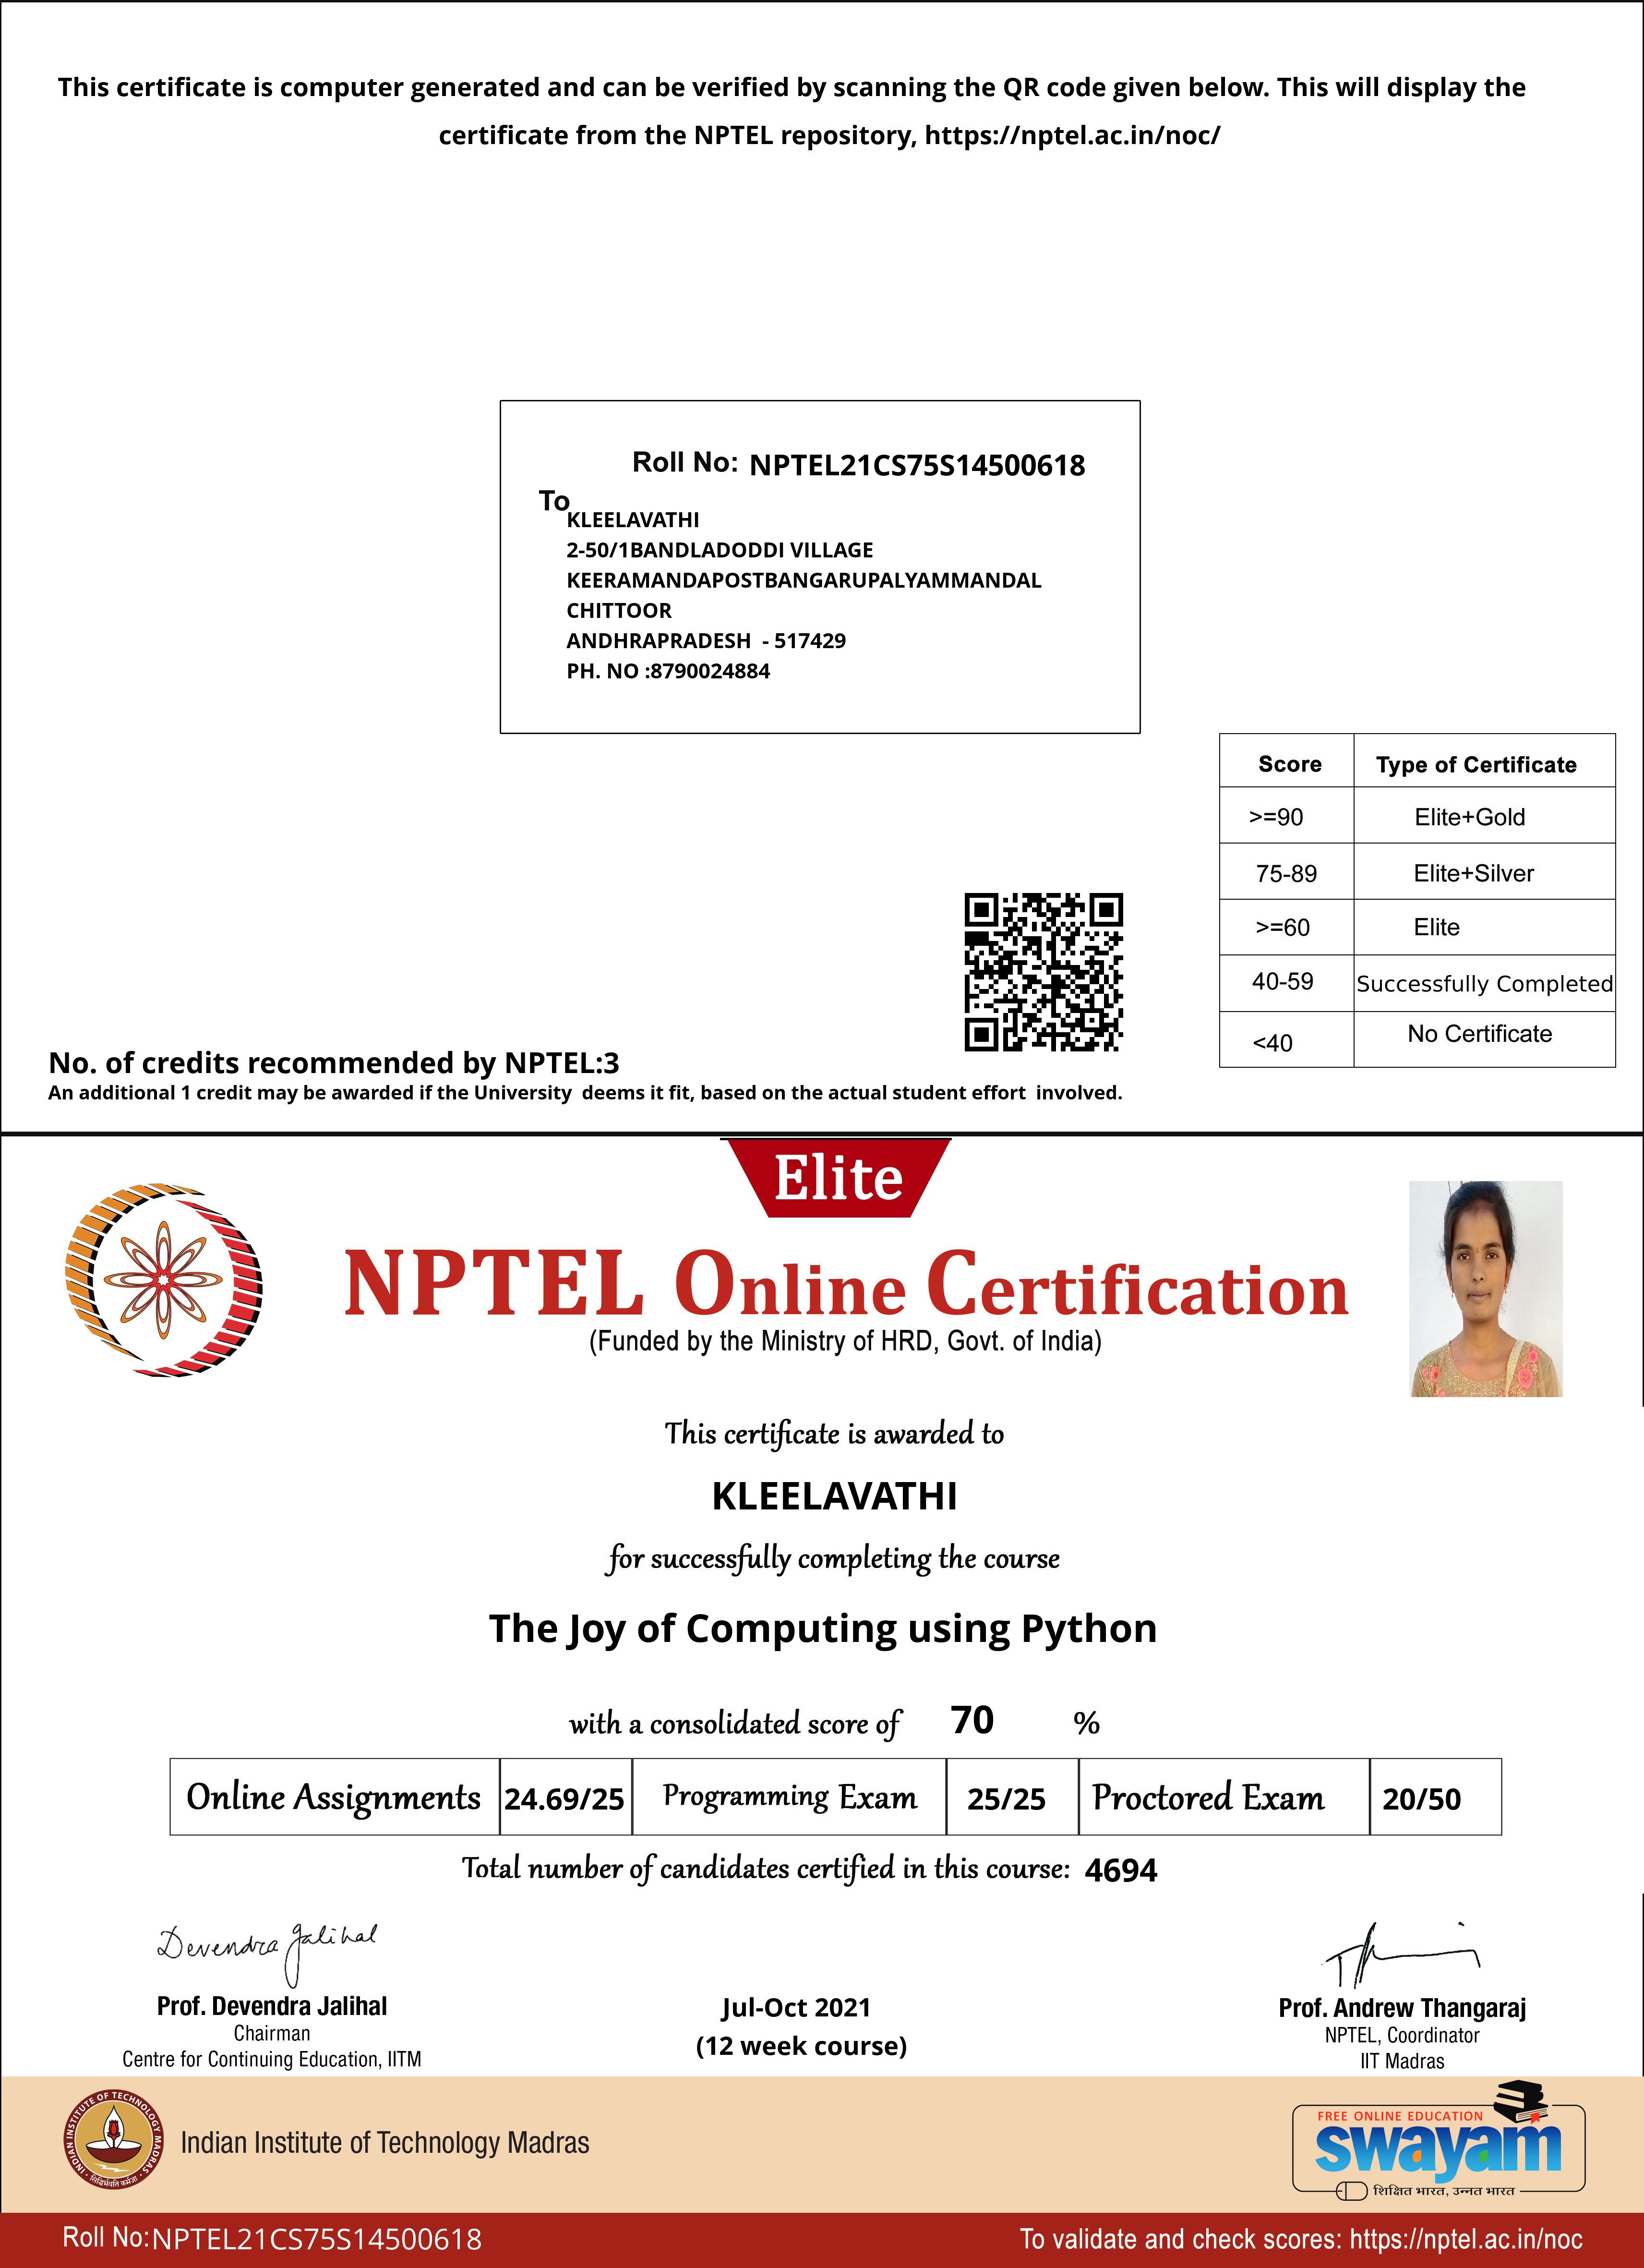 This certificate is computer generated and can be verified by scanning the QR code given below. This will display the
certificate from the NPTEL repository, https://nptel.ac.in/noc/
Roll No: NPTEL21CS75S14500618
To
KLEELAVATHI
2-50/1BANDLADODDI VILLAGE
KEERAMANDAPOSTBANGARUPALYAMMANDAL
CHITTOOR
ANDHRAPRADESH - 517429
PH. NO :8790024884
Score Type of Certificate
>=90 Elite+Gold
75-89 Elite+Silver
>=60 Elite
40-59 Successfully Completed
<40 No Certificate
No. of credits recommended by NPTEL:3
An additional 1 credit may be awarded if the University deems it fit, based on the actual student effort involved.
Elite
NPTEL Online Certification
(Funded by the Ministry of HRD, Govt. of India)
This certificate is awarded to
KLEELAVATHI
for successfully completing the course
The Joy of Computing using Python
with a consolidated score of 70 %
Online Assignments 24.69/25 Programming Exam 25/25 Proctored Exam 20/50
Total number of candidates certified in this course: 4694
Devendra Jalihal
Prof. Devendra Jalihal
Chairman
Centre for Continuing Education, IITM
Jul-Oct 2021
(12 week course)
Prof. Andrew Thangaraj
NPTEL, Coordinator
IIT Madras
INDIAN INSTITUTE OF TECHNOLOGY MADRAS
सिद्धिर्भवति कर्मजा
Indian Institute of Technology Madras
FREE ONLINE EDUCATION
swayam
शिक्षित भारत, उन्नत भारत
Roll No:NPTEL21CS75S14500618
To validate and check scores: https://nptel.ac.in/noc